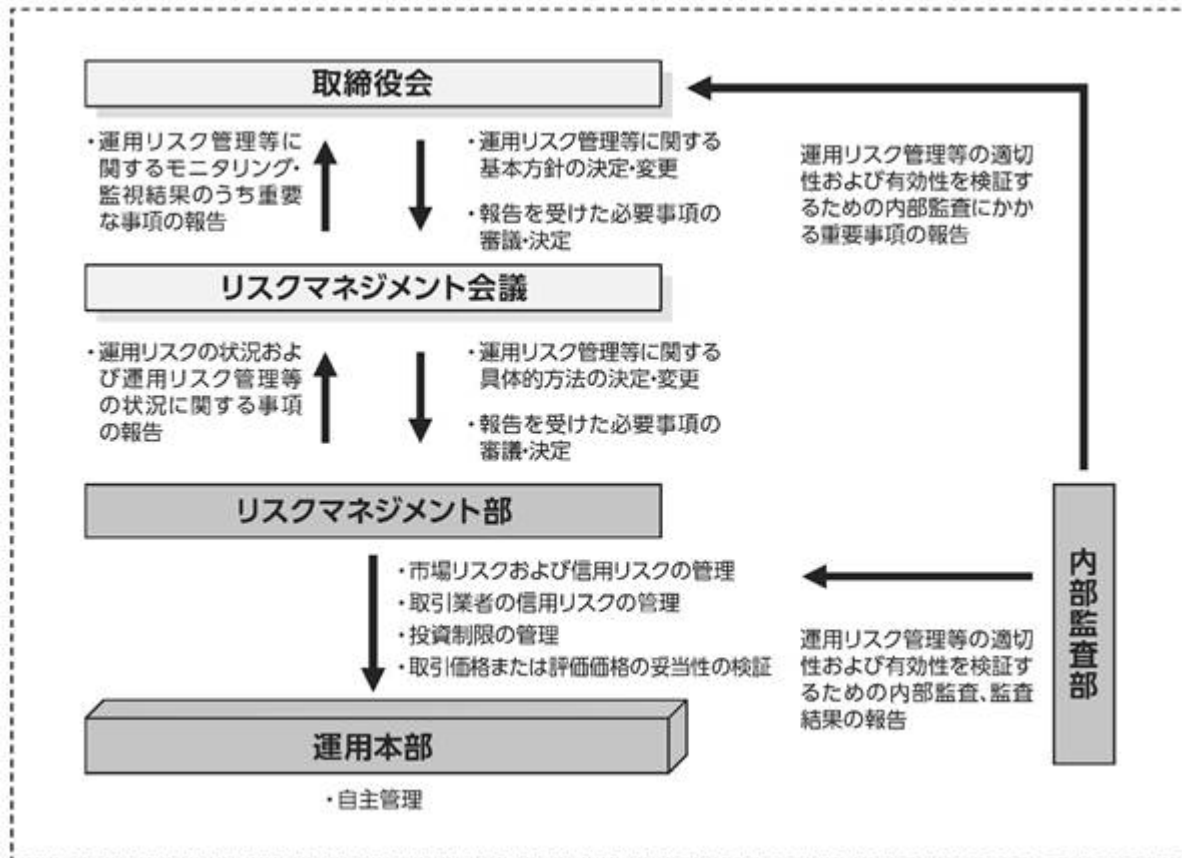 取締役会
・運用リスク管理等に
関するモニタリング・
監視結果のうち重要
な事項の報告
・運用リスク管理等に関する
基本方針の決定・変更
・報告を受けた必要事項の
審議・決定
運用リスク管理等の適切
性および有効性を検証す
るための内部監査にかか
る重要事項の報告
リスクマネジメント会議
・運用リスクの状況およ
び運用リスク管理等
の状況に関する事項
の報告
・運用リスク管理等に関する
具体的方法の決定・変更
・報告を受けた必要事項の
審議・決定
リスクマネジメント部
・市場リスクおよび信用リスクの管理
・取引業者の信用リスクの管理
・投資制限の管理
・取引価格または評価価格の妥当性の検証
運用リスク管理等の適切
性および有効性を検証す
るための内部監査、監査
結果の報告
内部監査部
運用本部
・自主管理